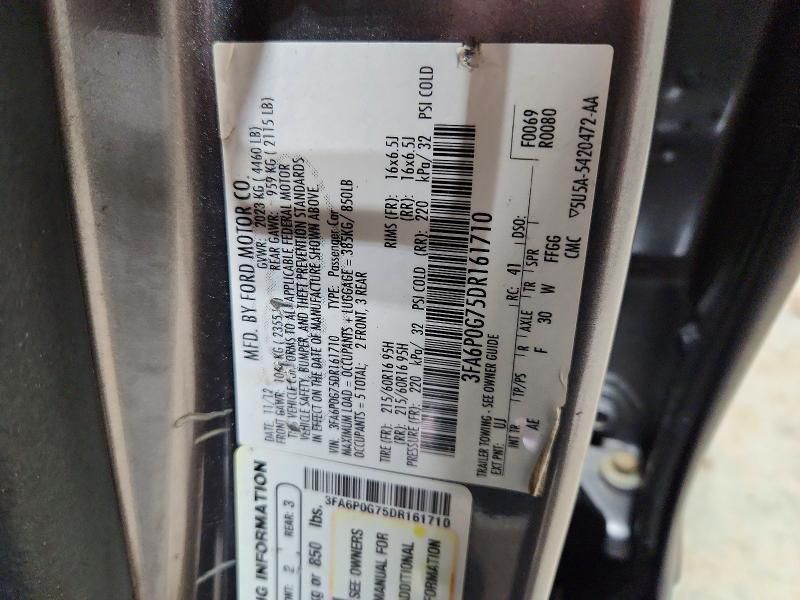 MFD. BY FORD MOTOR CO.
DATE: 11/12 GVWR: 2023 KG ( 4460 LB)
FRONT GAWR: KG (2355 REAR GAWR: 959 KG ( 2115 LB)
THIS VEHICLE CONFORMS TO ALL APPLICABLE FEDERAL MOTOR
VEHICLE SAFETY, BUMPER, AND THEFT PREVENTION STANDARDS
IN EFFECT ON THE DATE OF MANUFACTURE SHOWN ABOVE.
VIN: 3FA6P0G75DR161710 TYPE: Passenger Car
MAXIMUM LOAD = OCCUPANTS + LUGGAGE = 385KG/ 850LB
OCCUPANTS = 5 TOTAL: 2 FRONT, 3 REAR
TIRE (FR): 215/60R16 95H RIMS (FR): 16x6.5J
(RR): 215/60R16 95H (RR): 16x6.5J
PRESSURE (FR): 220 kPa/ 32 PSI COLD (RR): 220 kPa/ 32 PSI COLD
3FA6P0G75DR161710
TRAILER TOWING - SEE OWNER GUIDE
EXT PNT: UJ RC: 41 DSO: F0069
R0080
INT TR TP/PS R AXLE TR SPR
AE F 30 W FFGG
CMC ▽5U5A-5420472-AA
NG INFORMATION
NT: 2 REAR: 3
kg or 850 lbs.
3FA6P0G75DR161710
SEE OWNERS
MANUAL FOR
ADDITIONAL
INFORMATION